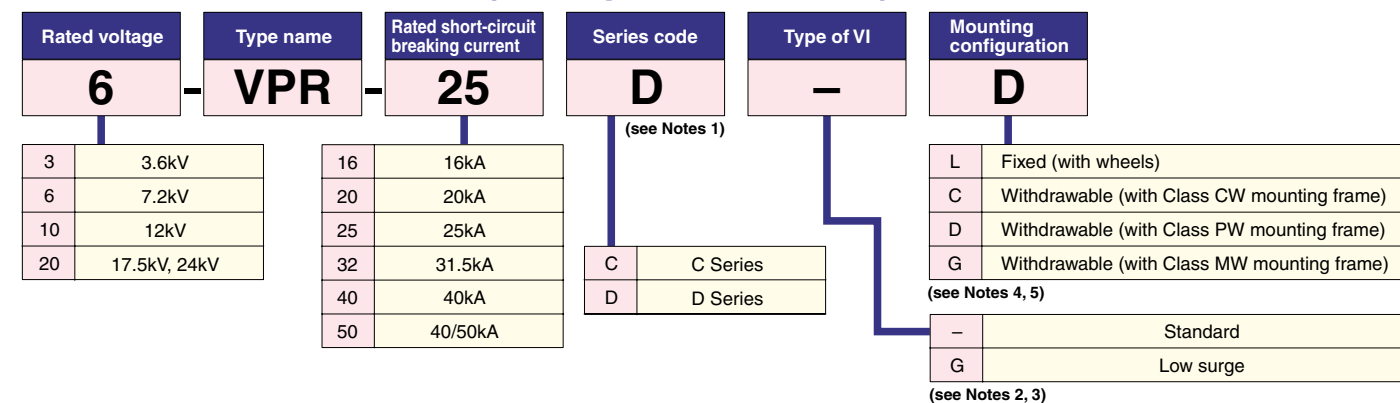 Rated voltage
Type name
Rated short-circuit
breaking current
Series code
Type of VI
Mounting
configuration
6 - VPR - 25 D – D
(see Notes 1)
3 3.6kV
6 7.2kV
10 12kV
20 17.5kV, 24kV
16 16kA
20 20kA
25 25kA
32 31.5kA
40 40kA
50 40/50kA
C C Series
D D Series
L Fixed (with wheels)
C Withdrawable (with Class CW mounting frame)
D Withdrawable (with Class PW mounting frame)
G Withdrawable (with Class MW mounting frame)
(see Notes 4, 5)
– Standard
G Low surge
(see Notes 2, 3)